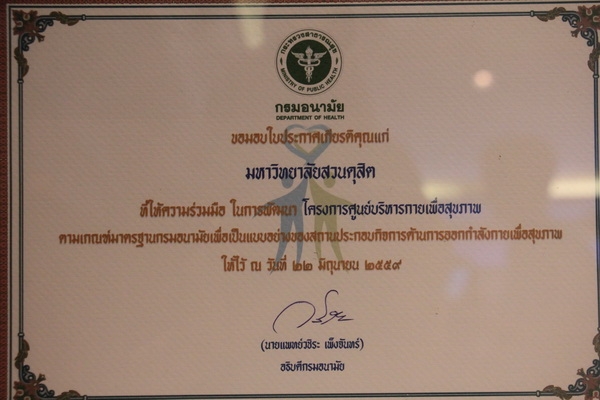 กระทรวงสาธารณสุข
MINISTRY OF PUBLIC HEALTH
กรมอนามัย
DEPARTMENT OF HEALTH
ขอมอบใบประกาศเกียรติคุณแก่
มหาวิทยาลัยสวนดุสิต
ที่ให้ความร่วมมือ ในการพัฒนา โครงการศูนย์บริหารกายเพื่อสุขภาพ
ตามเกณฑ์มาตรฐานกรมอนามัยเพื่อเป็นแบบอย่างของสถานประกอบกิจการด้านการออกกำลังกายเพื่อสุขภาพ
ให้ไว้ ณ วันที่ ๒๒ มิถุนายน ๒๕๕๙
(นายแพทย์วชิระ เพ็งจันทร์)
อธิบดีกรมอนามัย